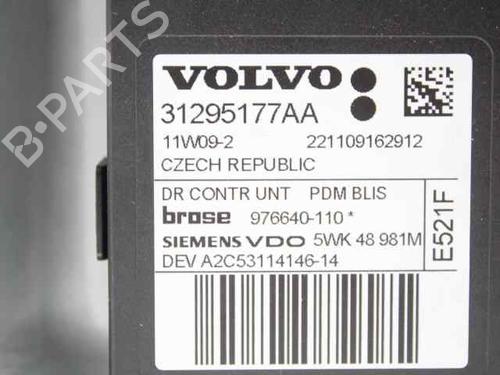 B-PARTS
VOLVO
31295177AA
11W09-2 221109162912
CZECH REPUBLIC
DR CONTR UNT PDM BLIS
brose 976640-110 *
SIEMENS VDO 5WK 48 981M
DEV A2C53114146-14
E521F